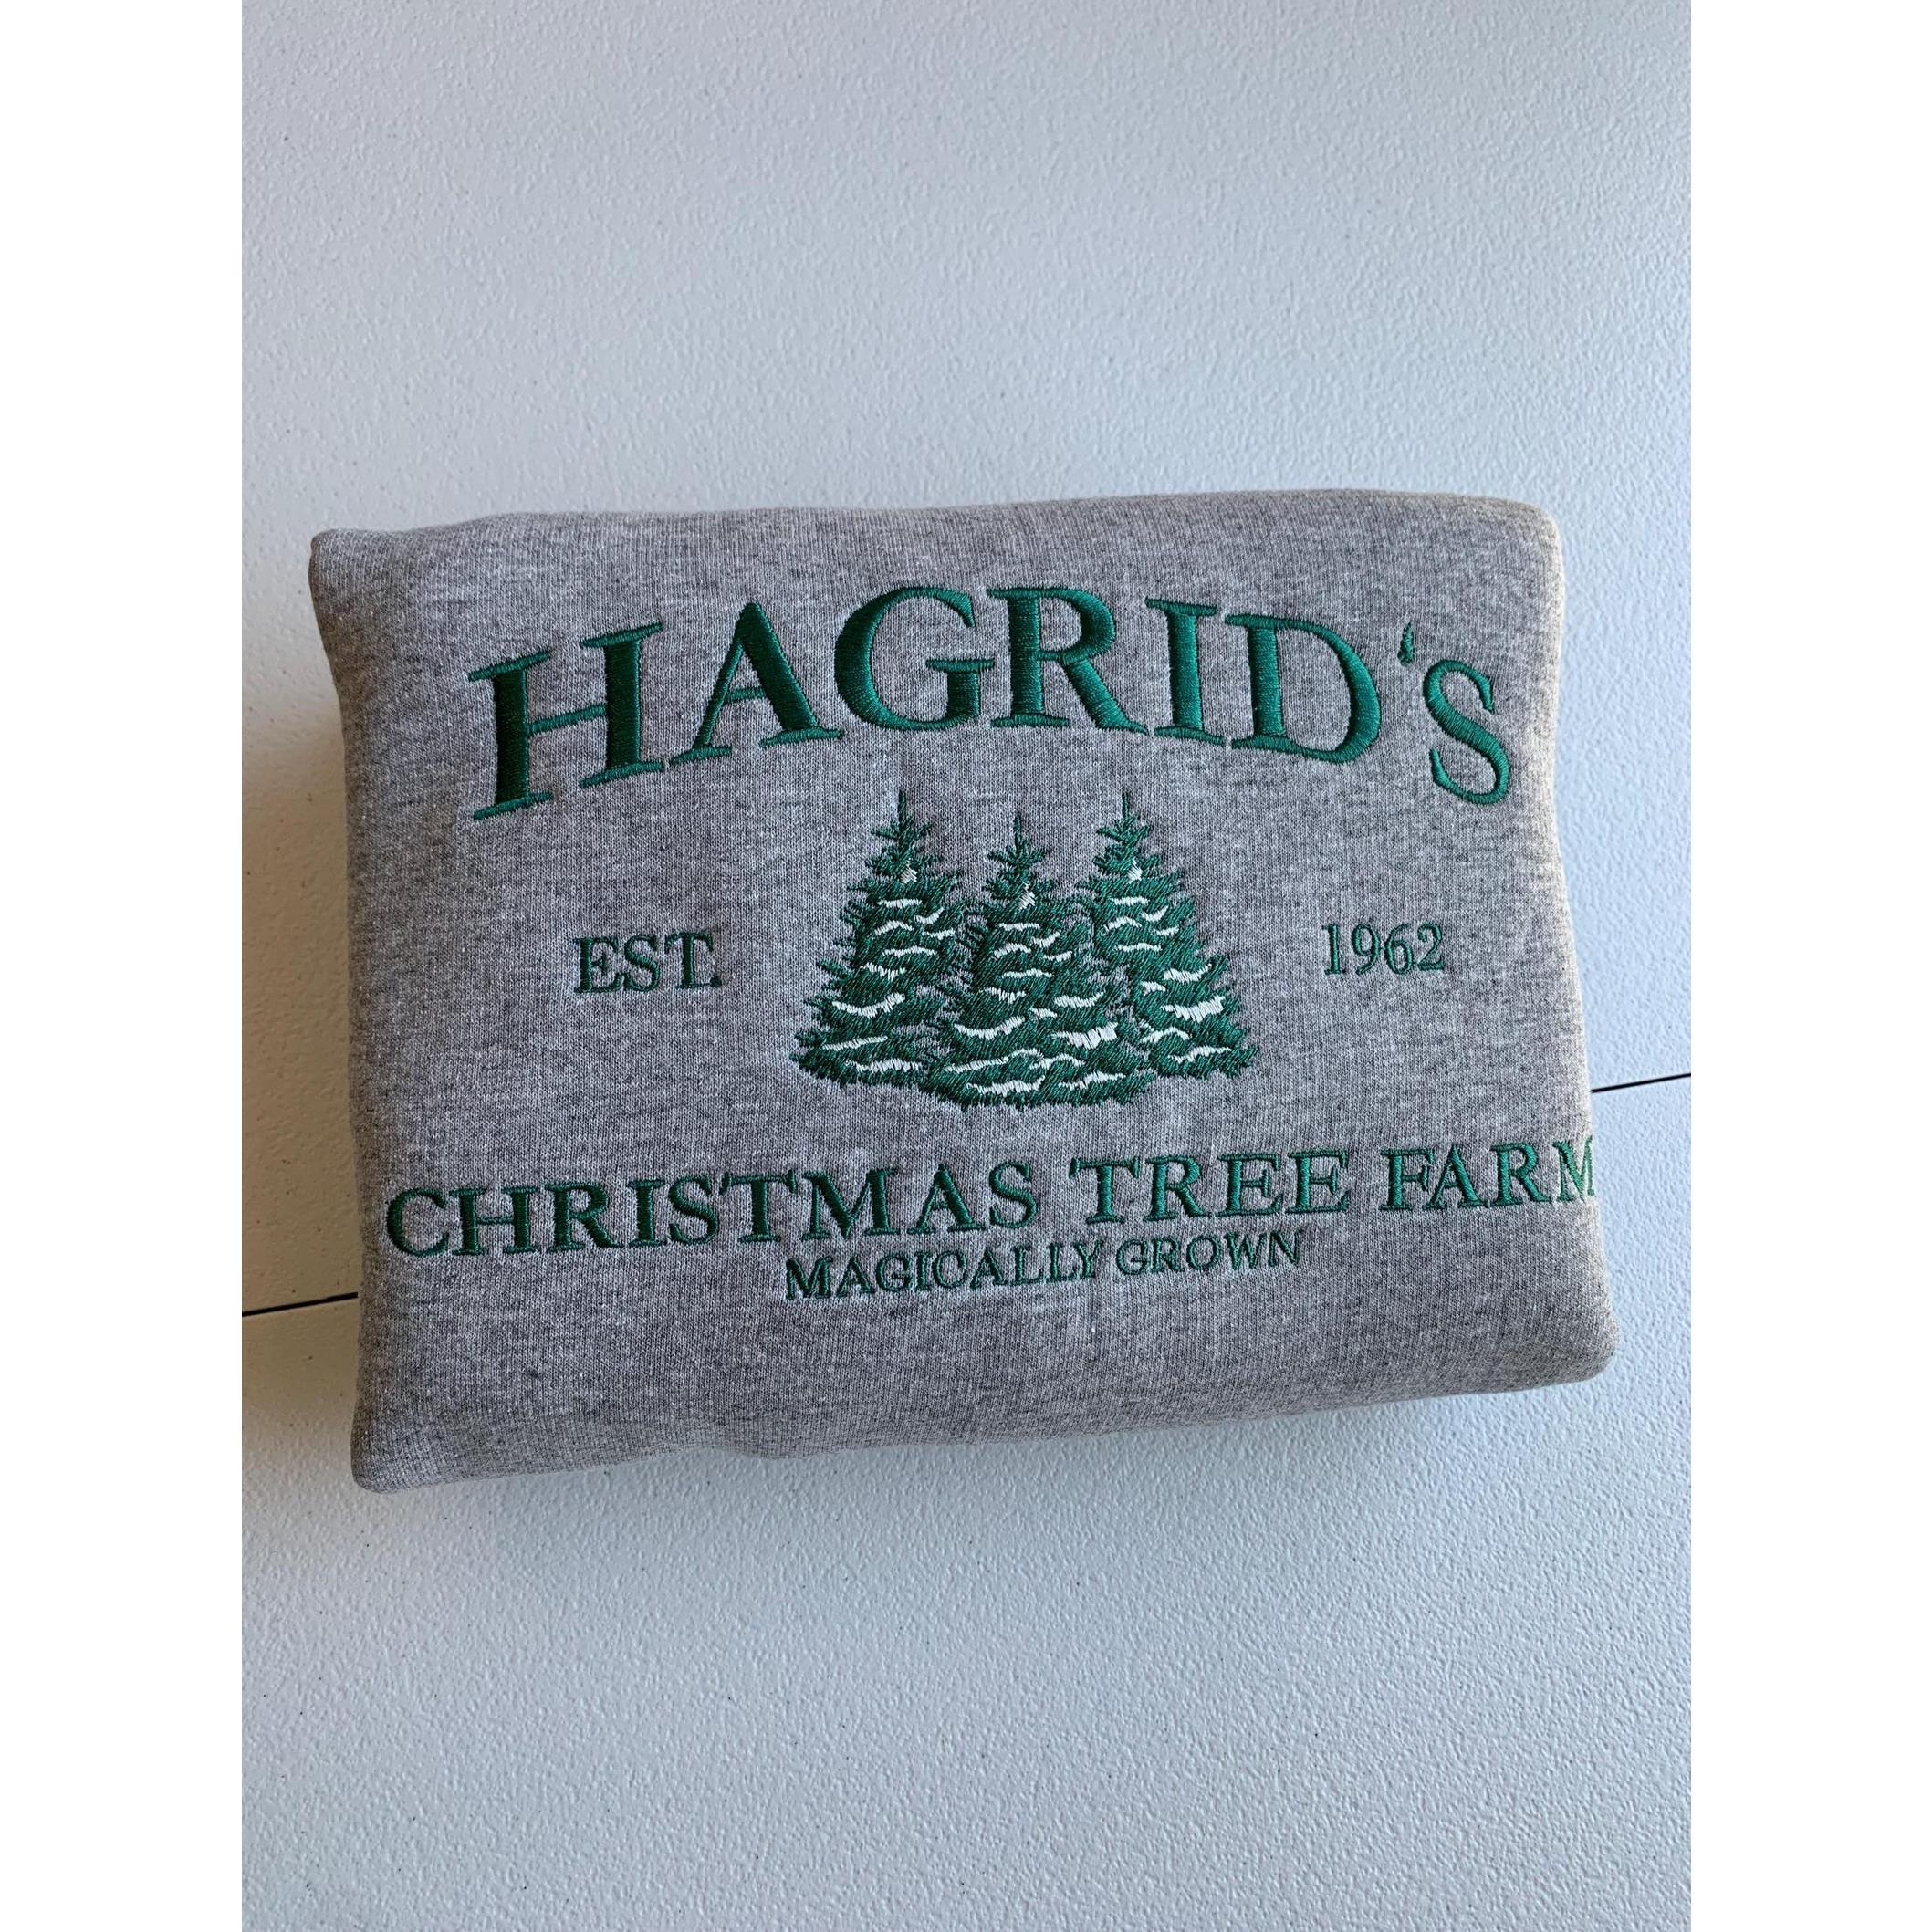 HAGRID'S
EST. 1962
CHRISTMAS TREE FARM
MAGICALLY GROWN